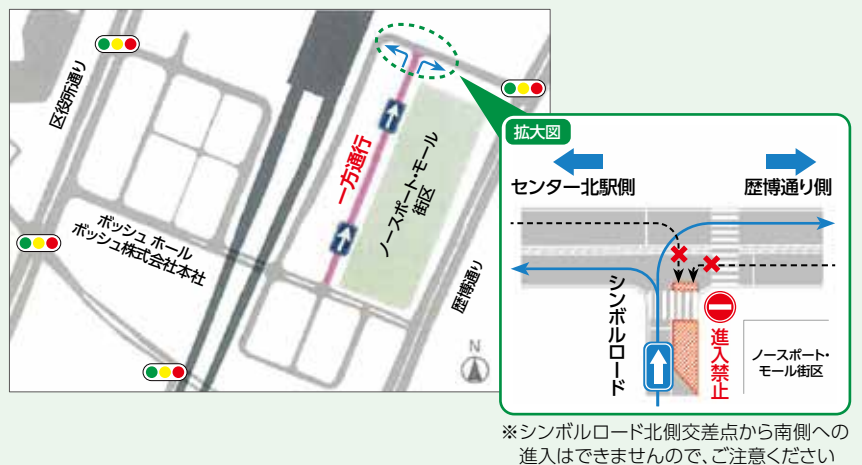 区役所通り
ボッシュ ホール
ボッシュ株式会社本社
一方通行
ノースポート・モール
街区
歴博通り
N
拡大図
センター北駅側
歴博通り側
シンボルロード
進入禁止
ノースポート・
モール街区
※シンボルロード北側交差点から南側への
進入はできませんので、ご注意ください